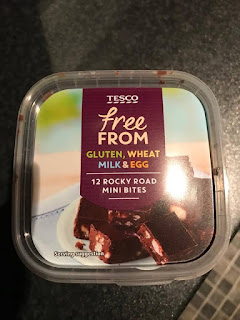 TESCO
free
FROM
GLUTEN, WHEAT
MILK & EGG
12 ROCKY ROAD
MINI BITES
Serving suggestion